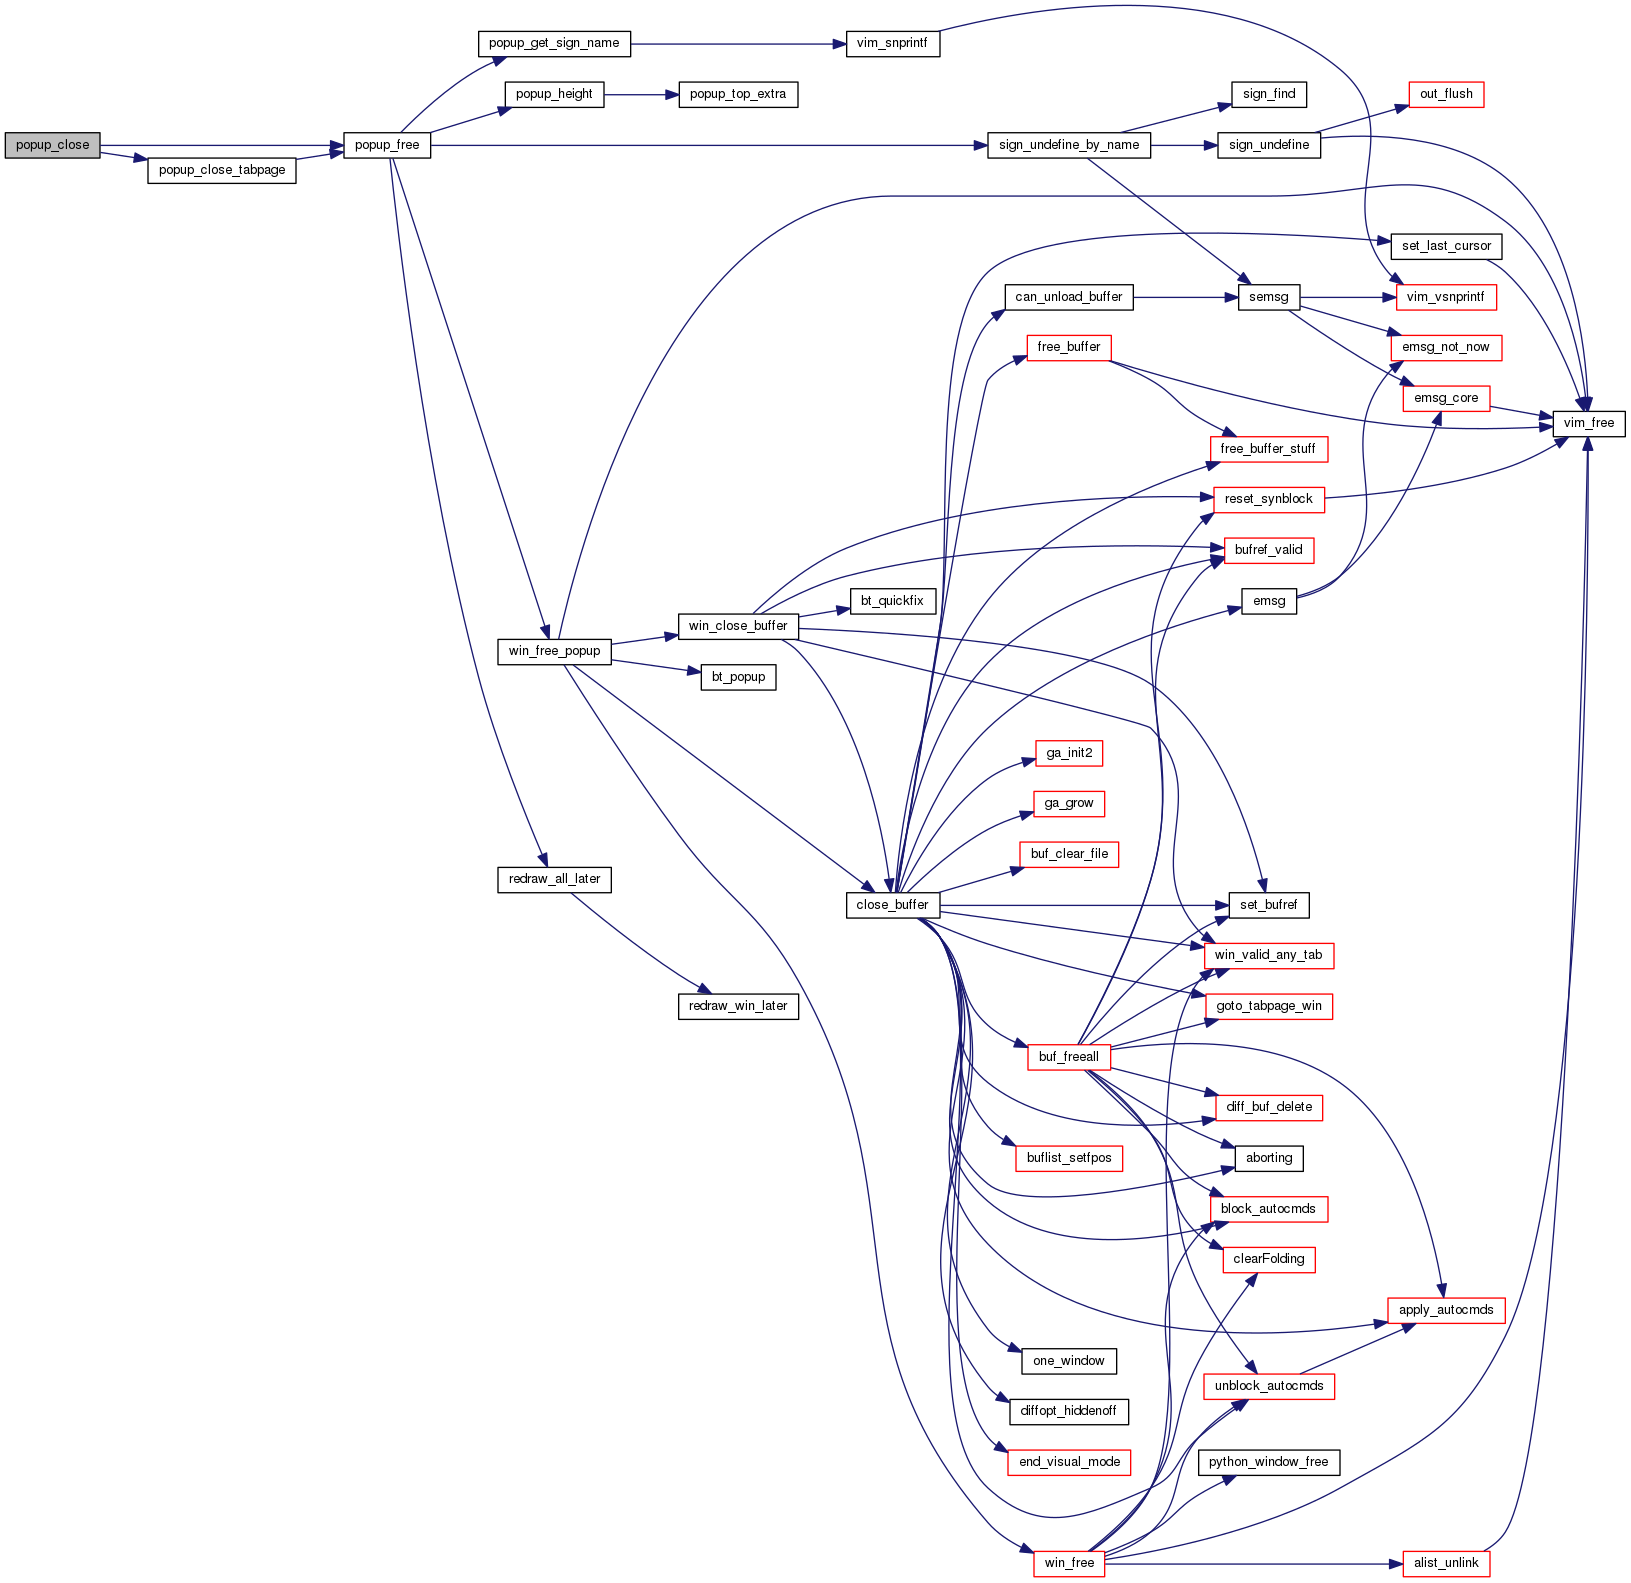 popup_get_sign_name
vim_snprintf
popup_height
popup_top_extra
sign_find
out_flush
popup_close
popup_free
sign_undefine_by_name
sign_undefine
popup_close_tabpage
set_last_cursor
can_unload_buffer
semsg
vim_vsnprintf
free_buffer
emsg_not_now
emsg_core
vim_free
free_buffer_stuff
reset_synblock
bufref_valid
bt_quickfix
emsg
win_close_buffer
win_free_popup
bt_popup
ga_init2
ga_grow
buf_clear_file
redraw_all_later
close_buffer
set_bufref
win_valid_any_tab
redraw_win_later
goto_tabpage_win
buf_freeall
diff_buf_delete
buflist_setfpos
aborting
block_autocmds
clearFolding
apply_autocmds
one_window
unblock_autocmds
diffopt_hiddenoff
end_visual_mode
python_window_free
win_free
alist_unlink